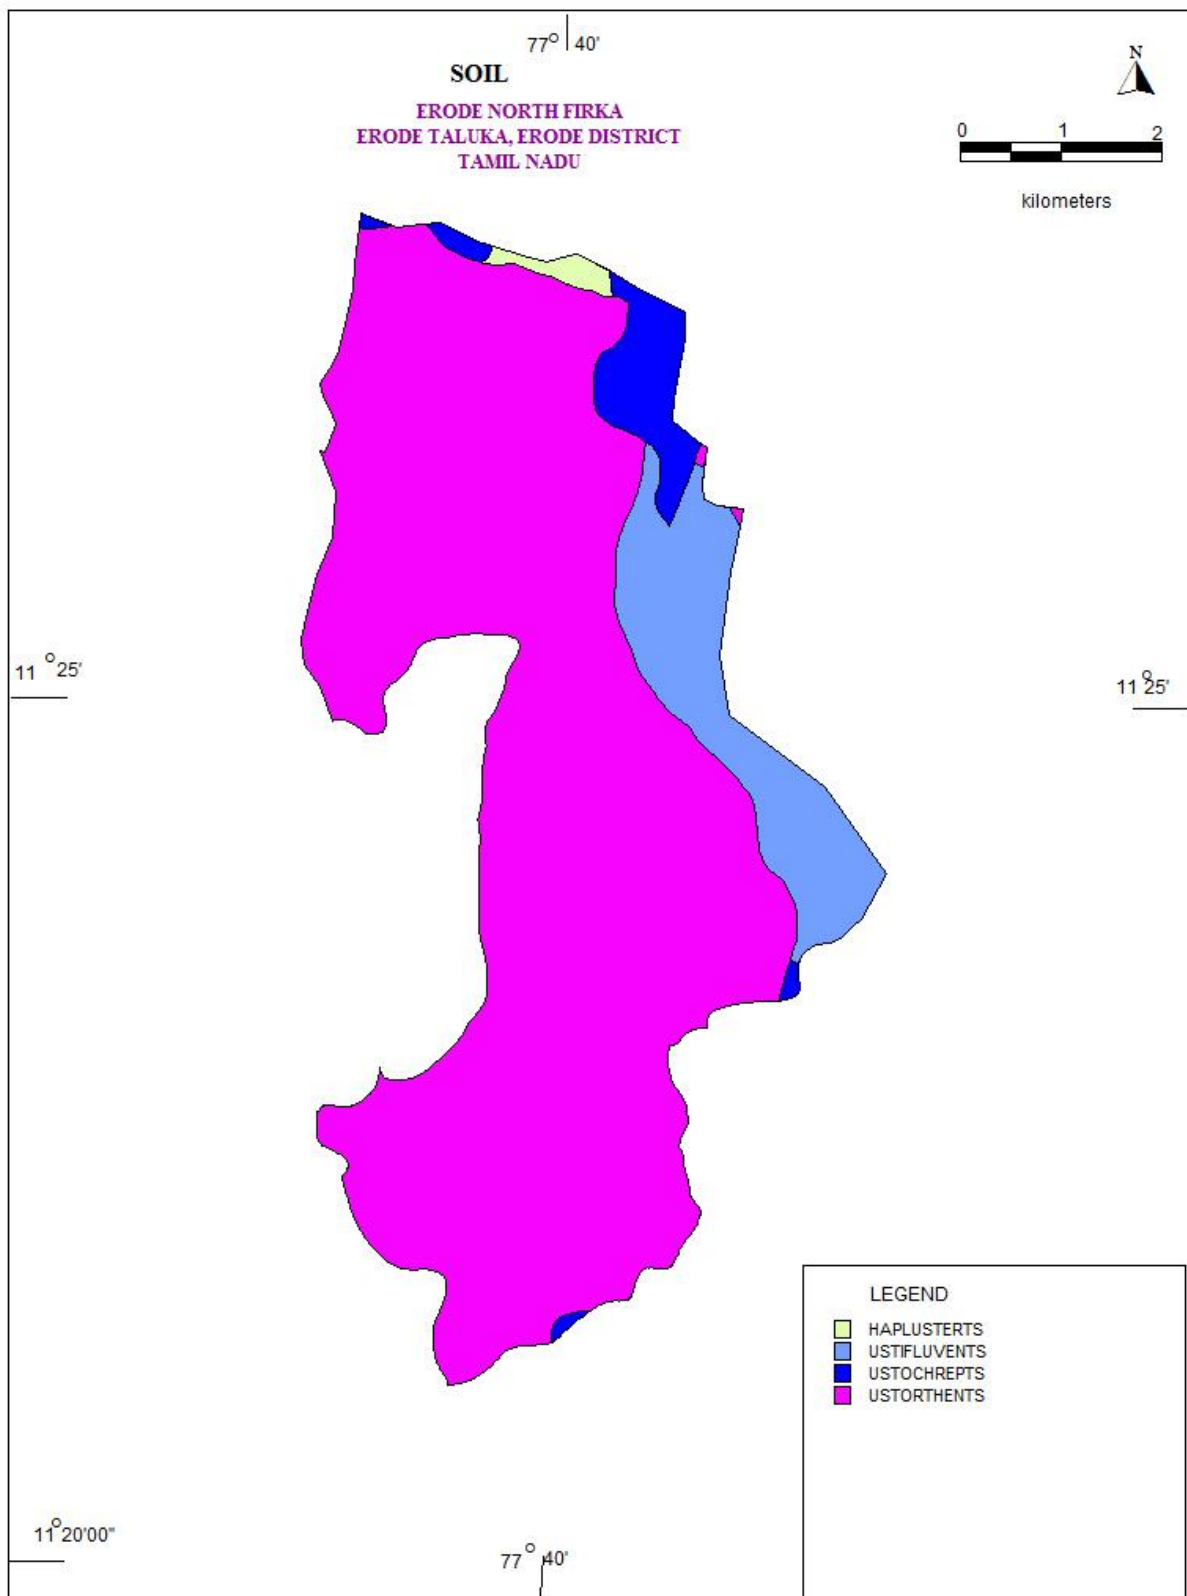 77° 40'
SOIL
N
ERODE NORTH FIRKA
ERODE TALUKA, ERODE DISTRICT
TAMIL NADU
0 1 2
kilometers
11° 25'
11° 25'
LEGEND
HAPLUSTERTS
USTIFLUVENTS
USTOCHREPTS
USTORTHENTS
11°20'00"
77° 40'